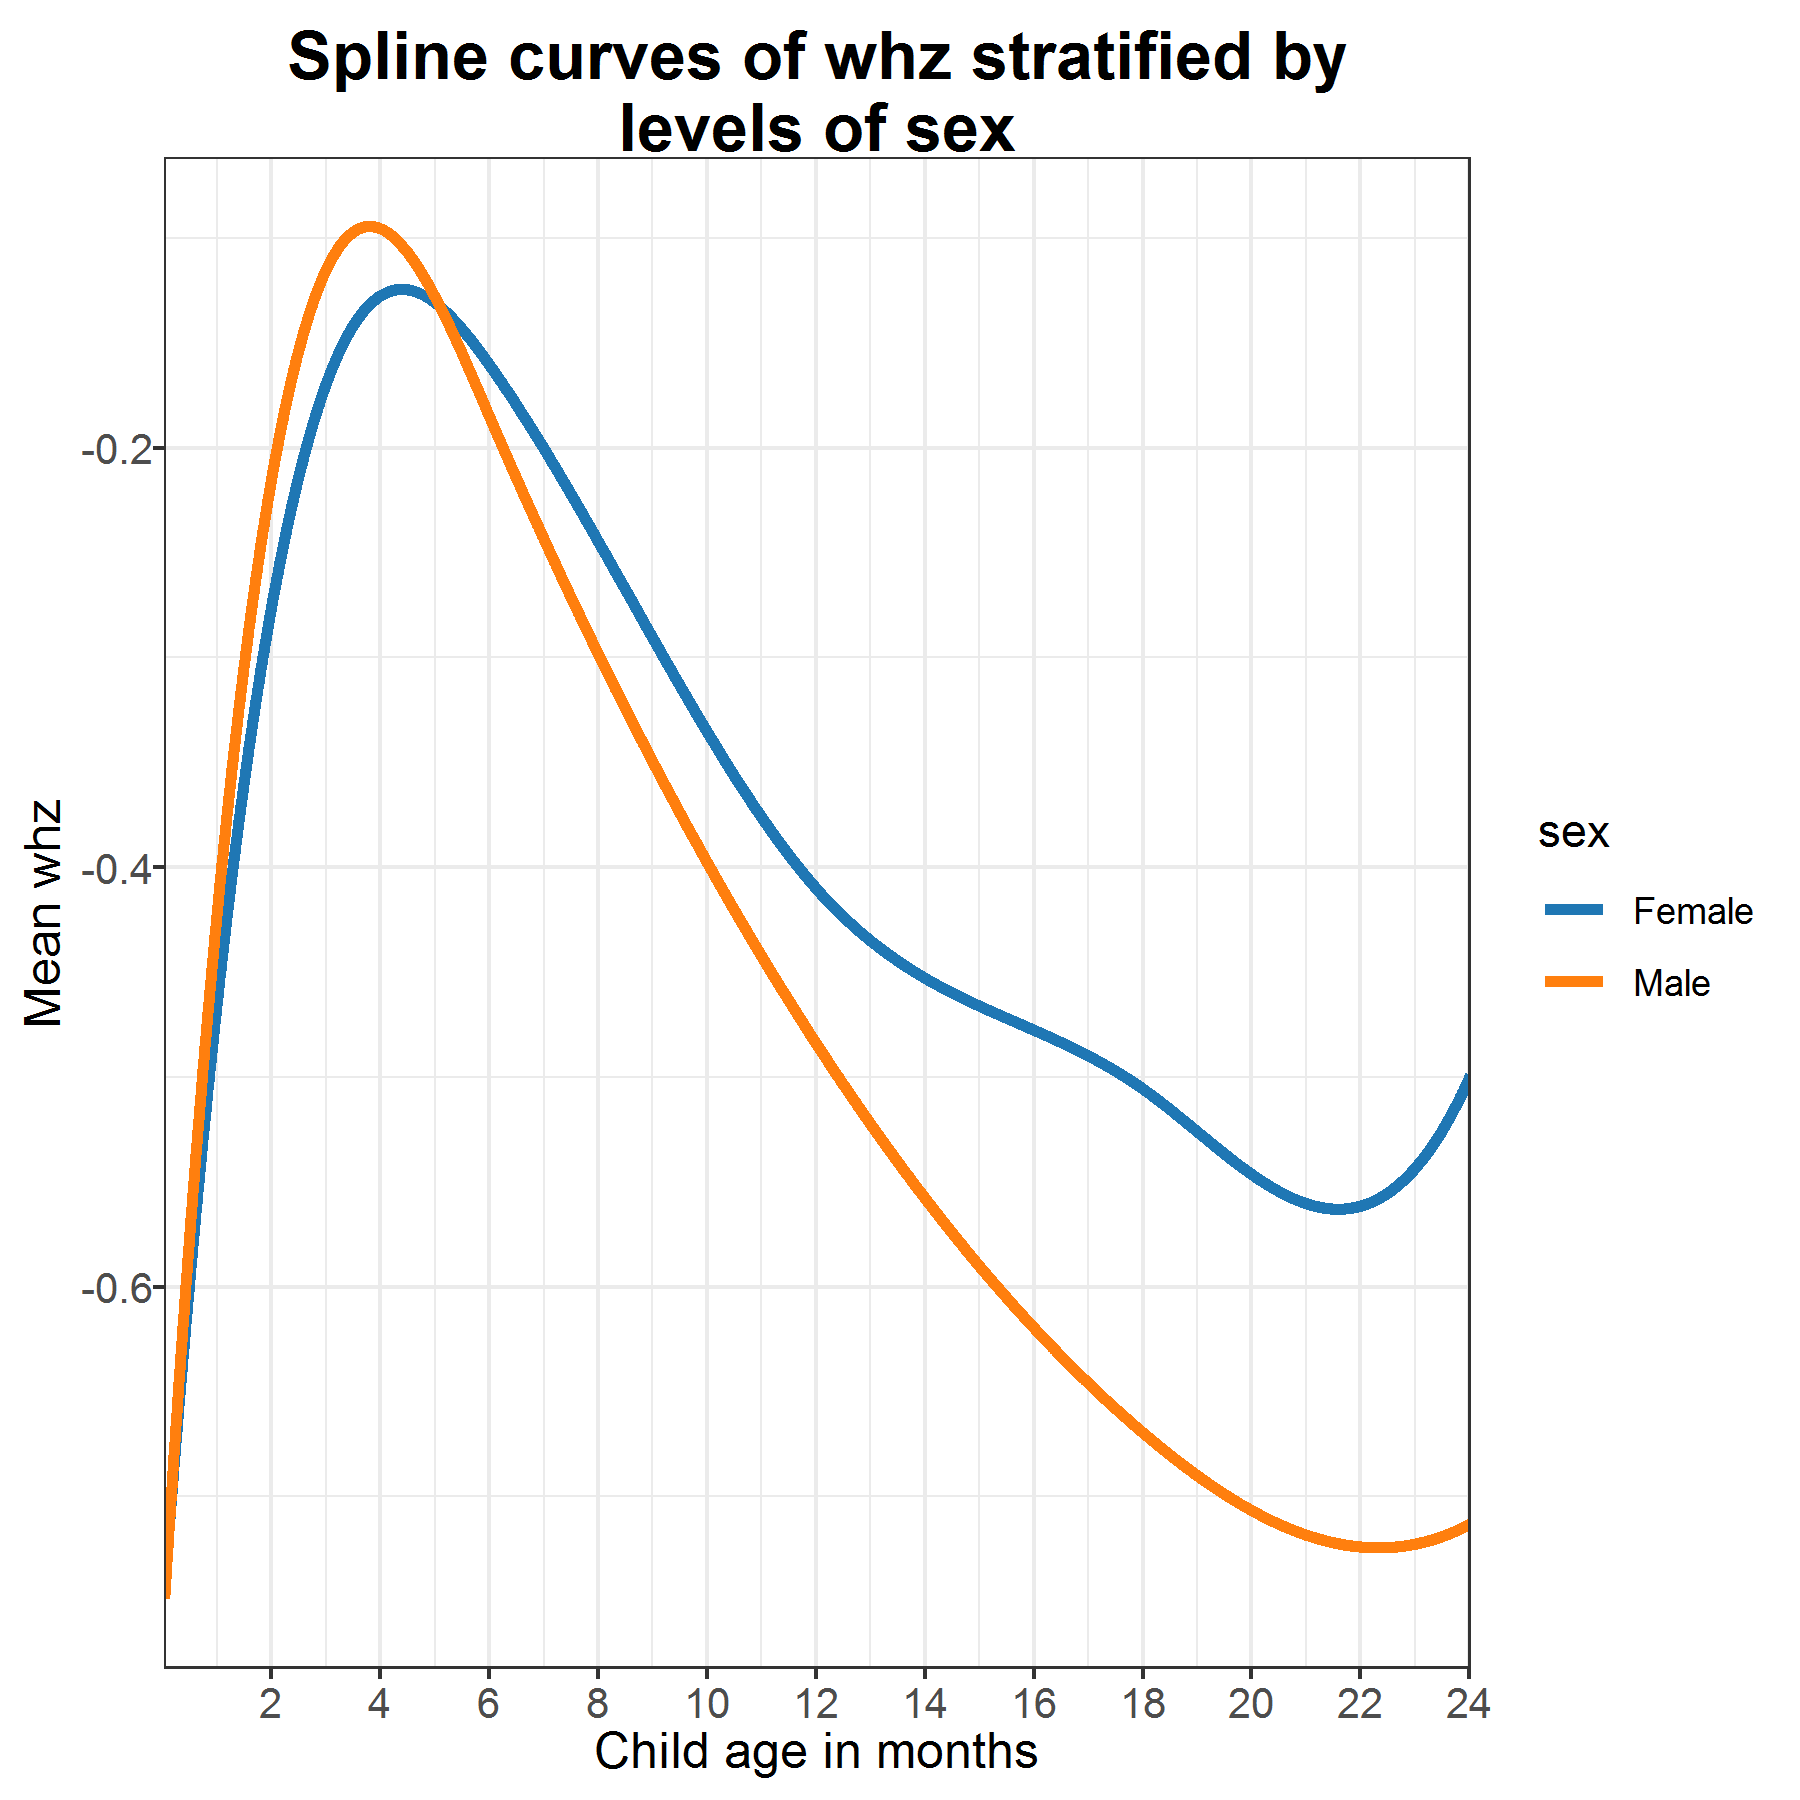 Spline curves of whz stratified by
levels of sex
Mean whz
-0.2
-0.4
-0.6
2 4 6 8 10 12 14 16 18 20 22 24
Child age in months
sex
Female
Male